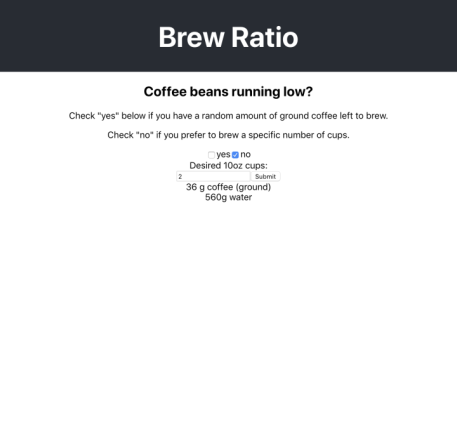 Brew Ratio
Coffee beans running low?
Check "yes" below if you have a random amount of ground coffee left to brew.
Check "no" if you prefer to brew a specific number of cups.
yes no
Desired 10oz cups:
2 Submit
36 g coffee (ground)
560g water